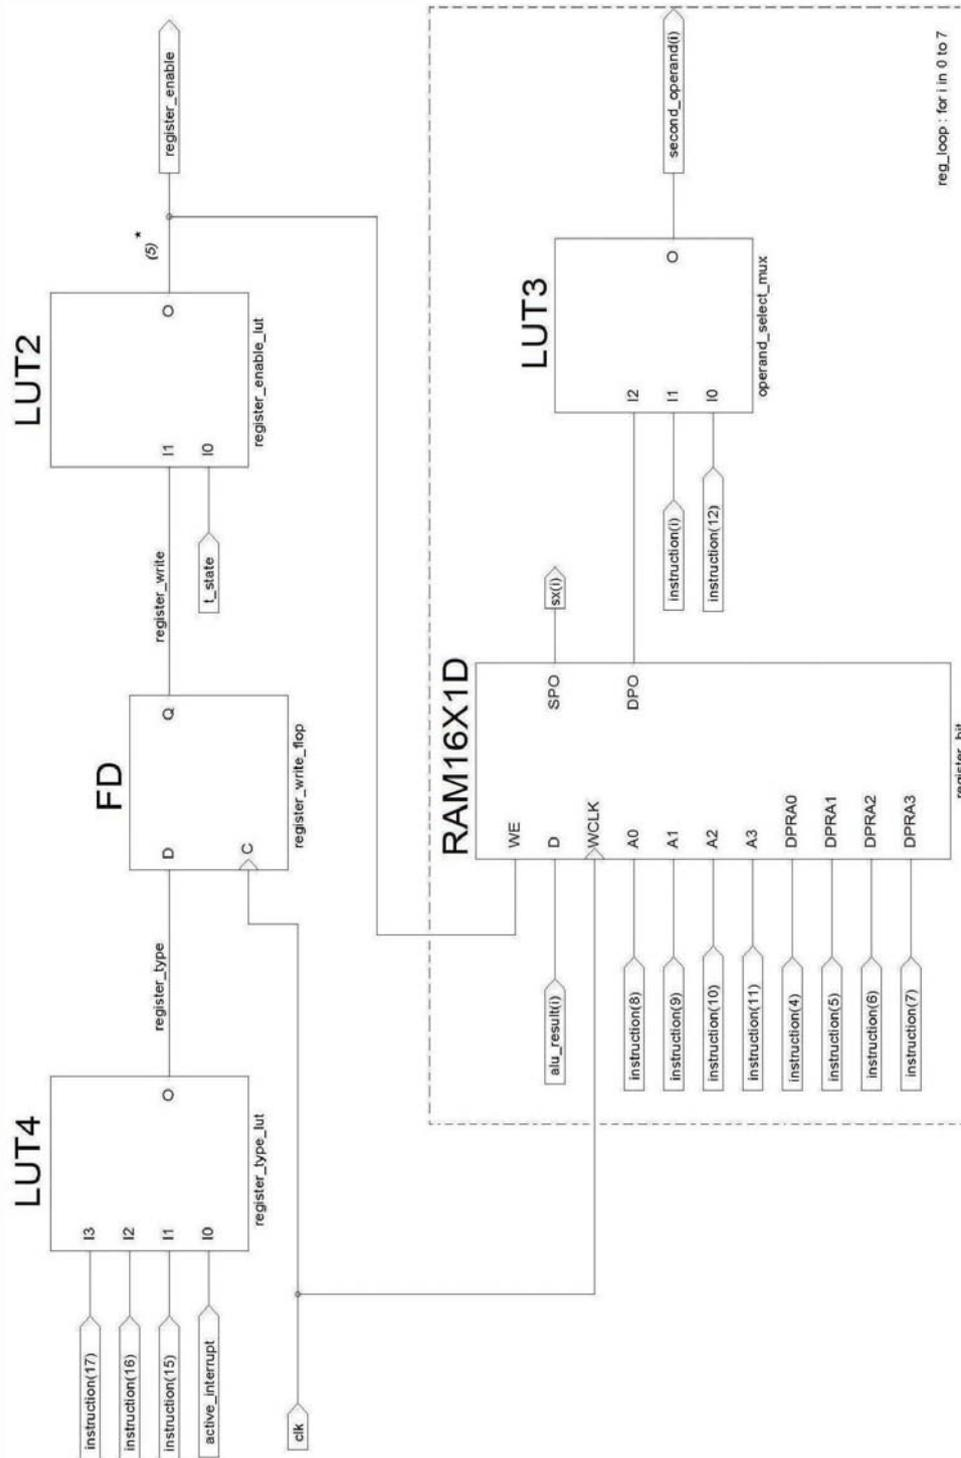 LUT4
instruction(17)
I3
instruction(16)
I2
instruction(15)
I1
active_interrupt
I0
O
register_type_lut
register_type
FD
D
Q
C
register_write_flop
register_write
LUT2
I1
t_state
I0
O
register_enable_lut
(5) *
register_enable
clk
RAM16X1D
WE
alu_result(i)
D
WCLK
instruction(8)
A0
instruction(9)
A1
instruction(10)
A2
instruction(11)
A3
instruction(4)
DPRA0
instruction(5)
DPRA1
instruction(6)
DPRA2
instruction(7)
DPRA3
SPO
sx(i)
DPO
register_bit
LUT3
I2
instruction(i)
I1
instruction(12)
I0
O
operand_select_mux
second_operand(i)
reg_loop : for i in 0 to 7